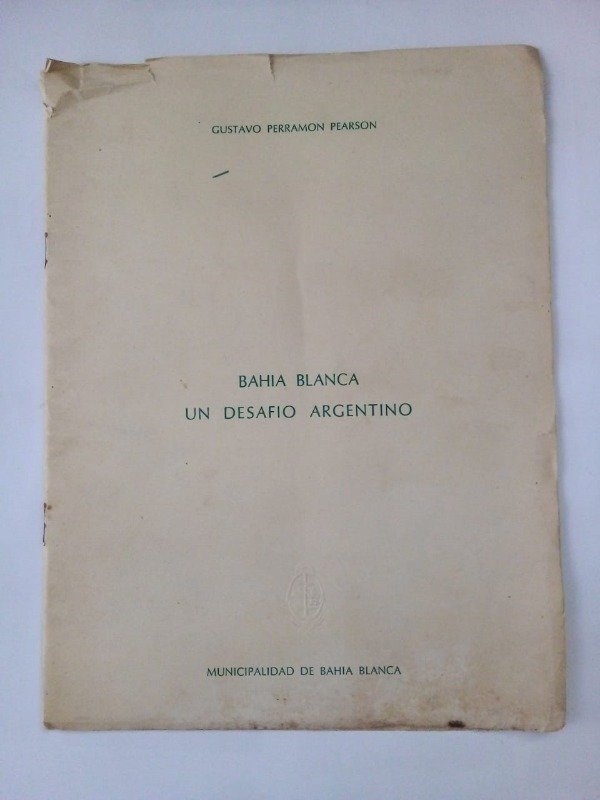 GUSTAVO PERRAMON PEARSON
BAHIA BLANCA
UN DESAFIO ARGENTINO
MUNICIPALIDAD DE BAHIA BLANCA